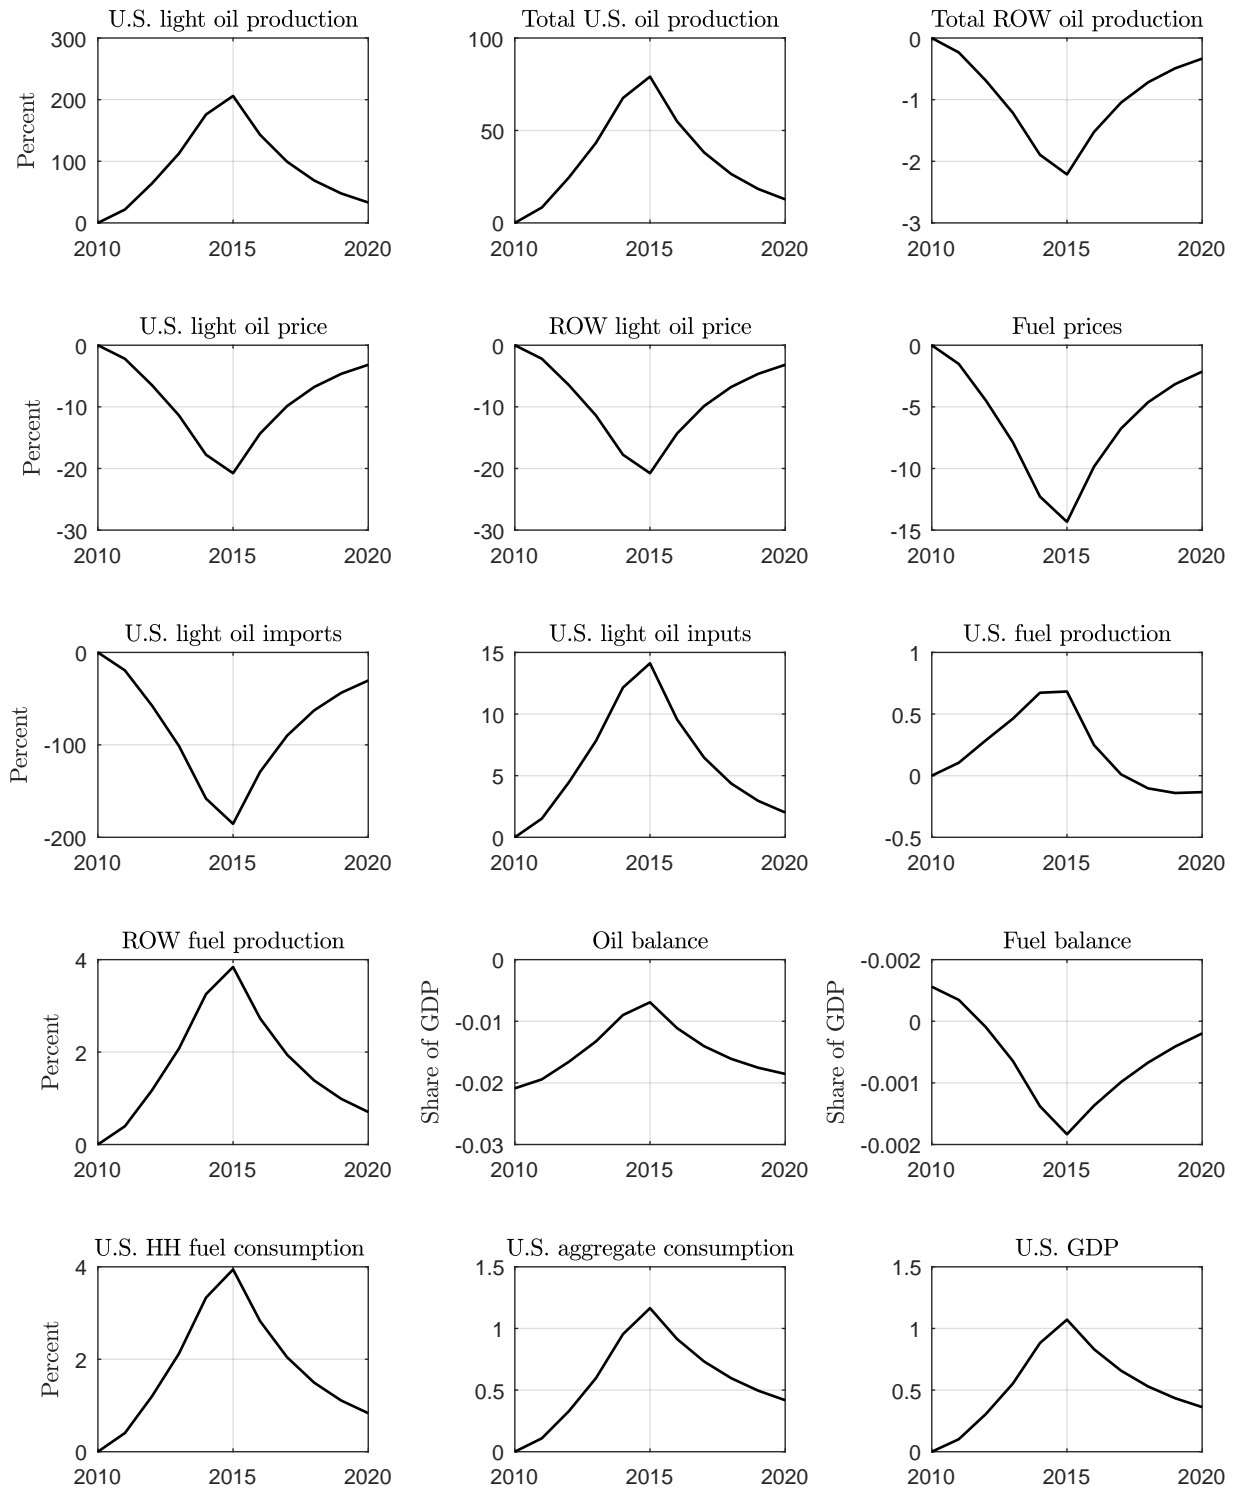 U.S. light oil production
Total U.S. oil production
Total ROW oil production
Percent
300
200
100
0
2010 2015 2020
100
50
0
2010 2015 2020
0
-1
-2
-3
2010 2015 2020
U.S. light oil price
ROW light oil price
Fuel prices
Percent
0
-10
-20
-30
2010 2015 2020
0
-10
-20
-30
2010 2015 2020
0
-5
-10
-15
2010 2015 2020
U.S. light oil imports
U.S. light oil inputs
U.S. fuel production
Percent
0
-100
-200
2010 2015 2020
15
10
5
0
2010 2015 2020
1
0.5
0
-0.5
2010 2015 2020
ROW fuel production
Oil balance
Fuel balance
Percent
4
2
0
2010 2015 2020
Share of GDP
0
-0.01
-0.02
-0.03
2010 2015 2020
Share of GDP
-0.002
0
-0.001
-0.002
2010 2015 2020
U.S. HH fuel consumption
U.S. aggregate consumption
U.S. GDP
Percent
4
2
0
2010 2015 2020
1.5
1
0.5
0
2010 2015 2020
1.5
1
0.5
0
2010 2015 2020